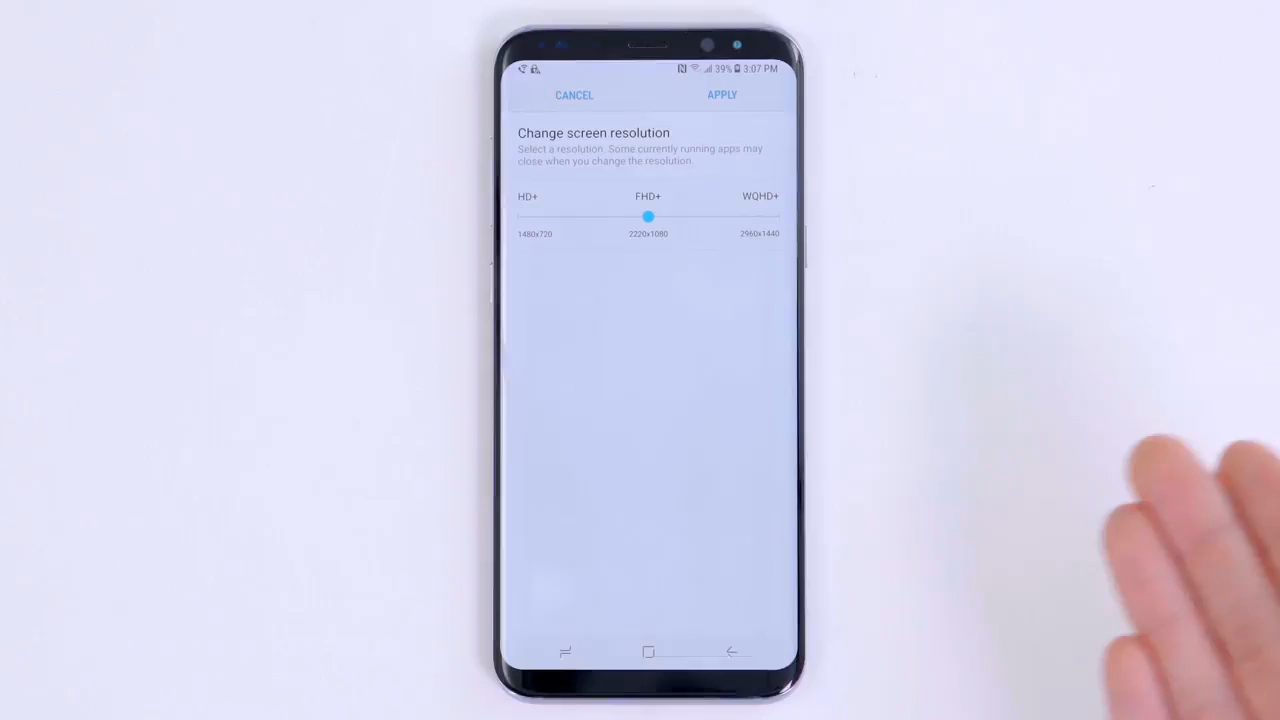 39% 3:07 PM
CANCEL APPLY
Change screen resolution
Select a resolution. Some currently running apps may
close when you change the resolution.
HD+ FHD+ WQHD+
1480x720 2220x1080 2960x1440